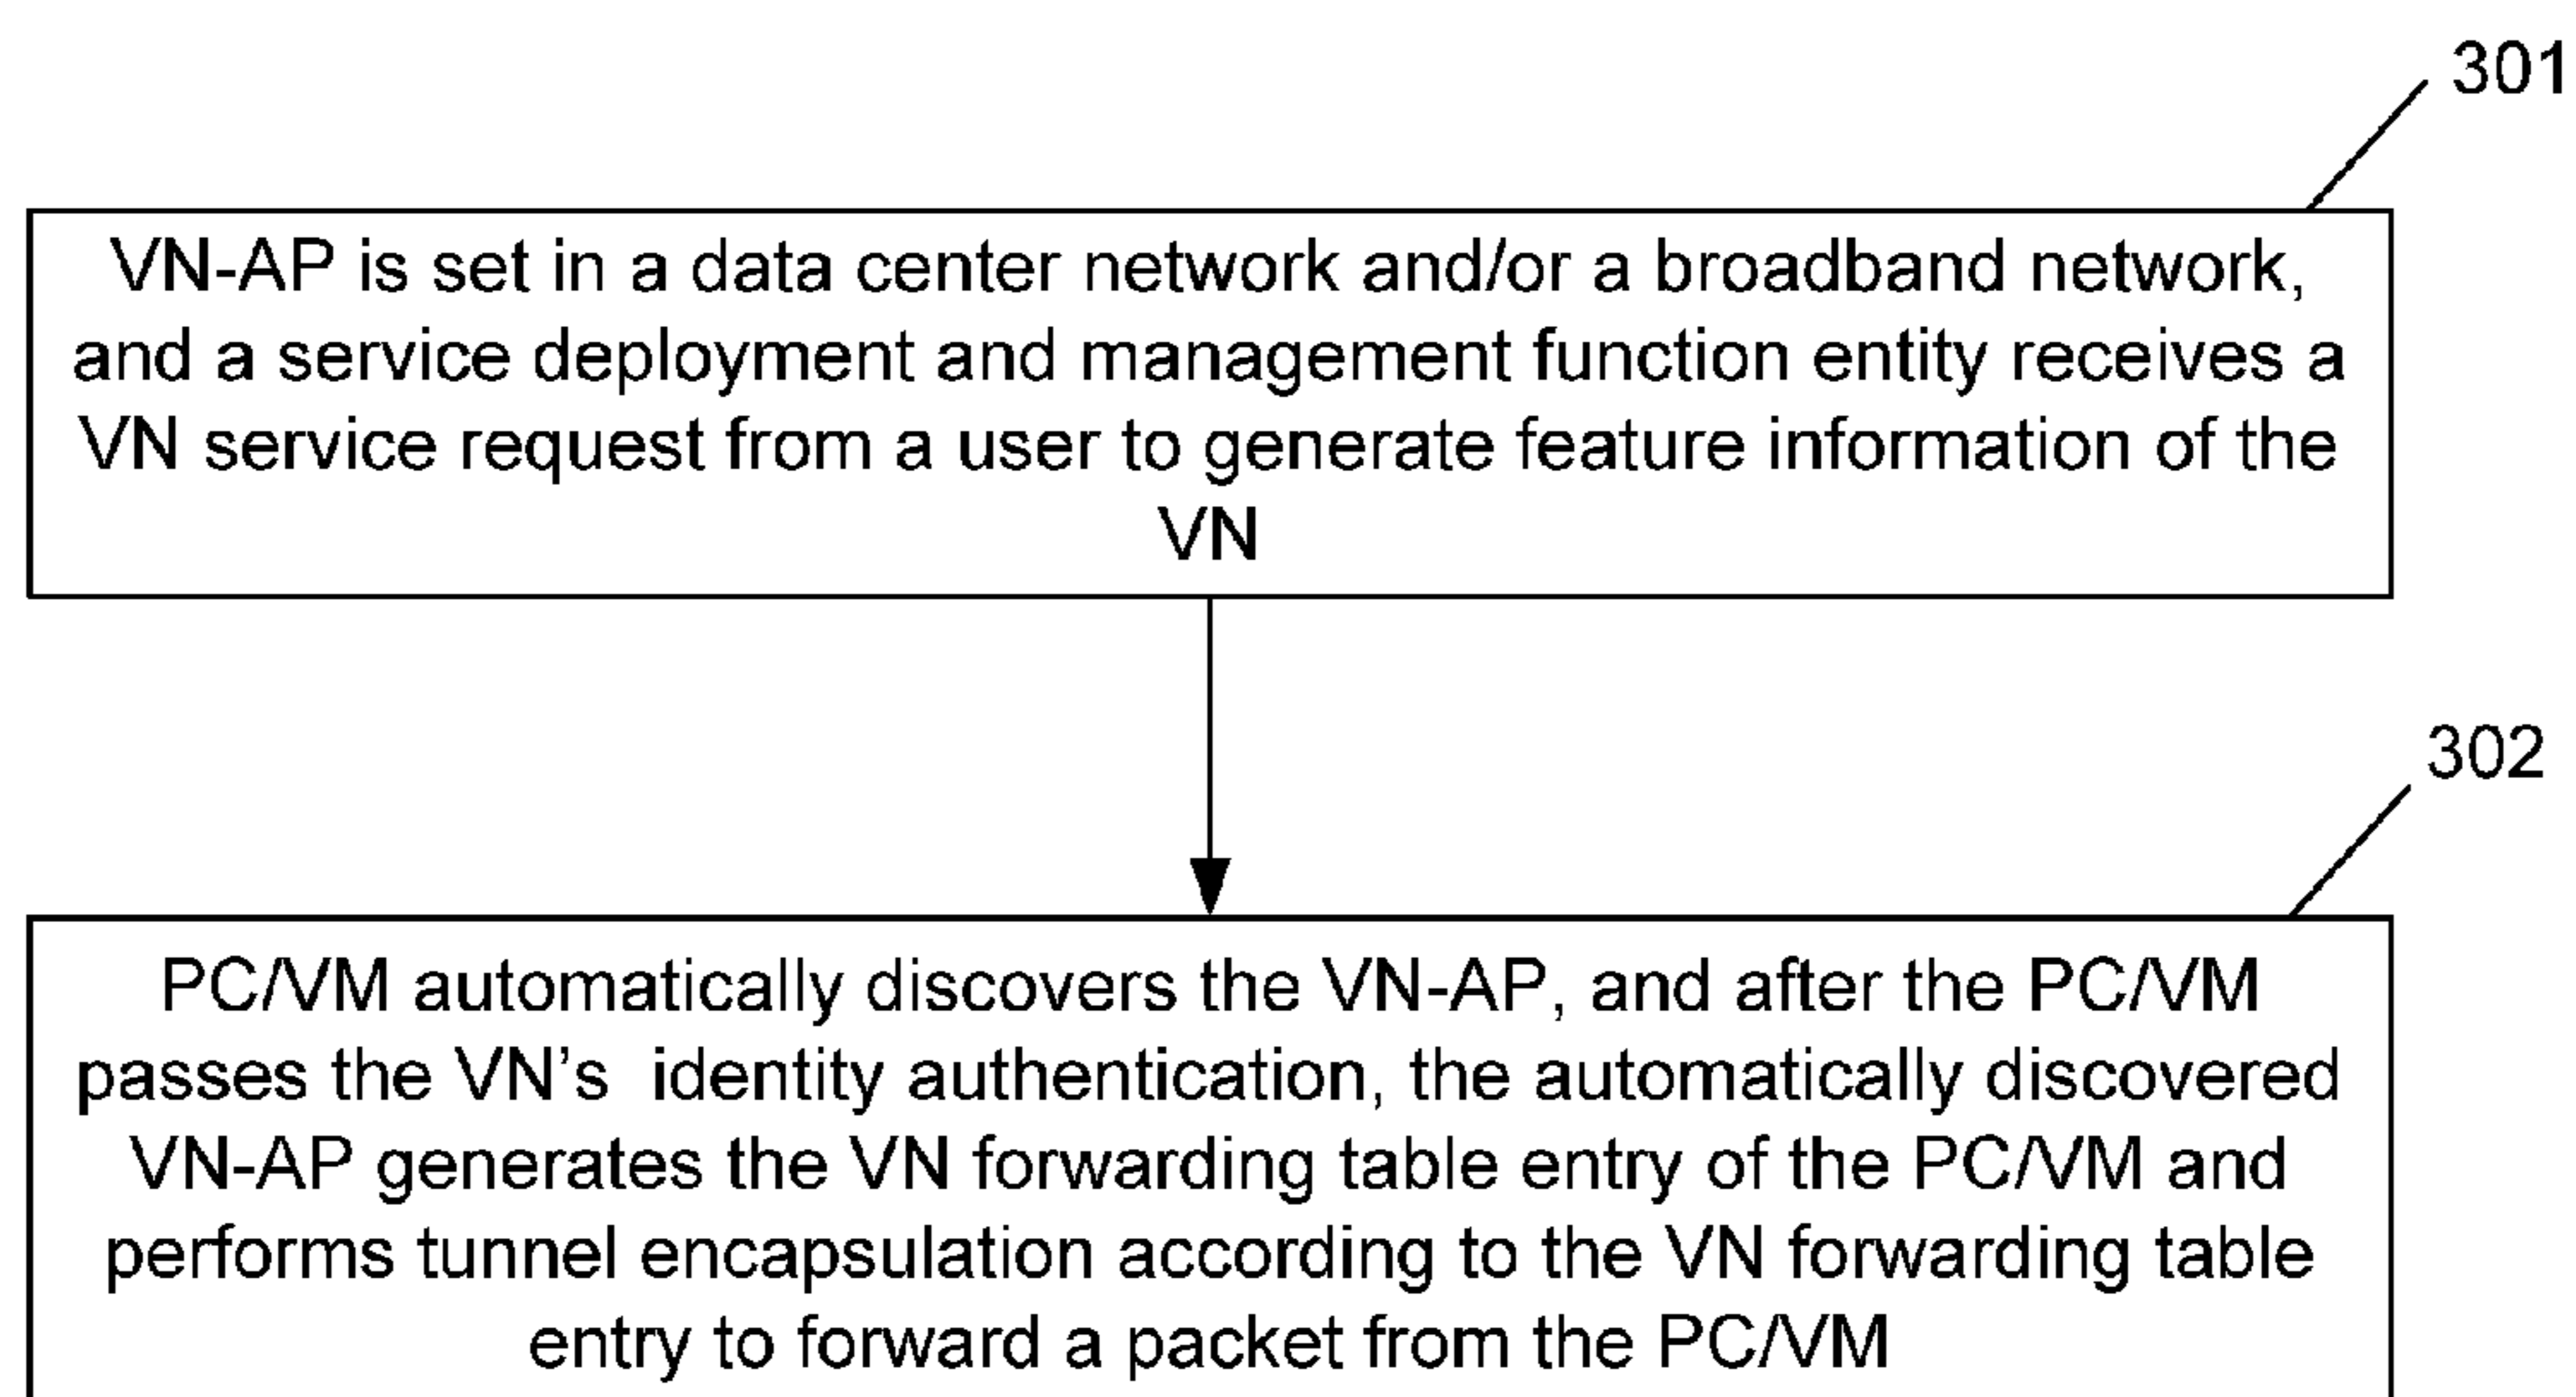 301
VN-AP is set in a data center network and/or a broadband network,
and a service deployment and management function entity receives a
VN service request from a user to generate feature information of the
VN
302
PC/VM automatically discovers the VN-AP, and after the PC/VM
passes the VN's identity authentication, the automatically discovered
VN-AP generates the VN forwarding table entry of the PC/VM and
performs tunnel encapsulation according to the VN forwarding table
entry to forward a packet from the PC/VM